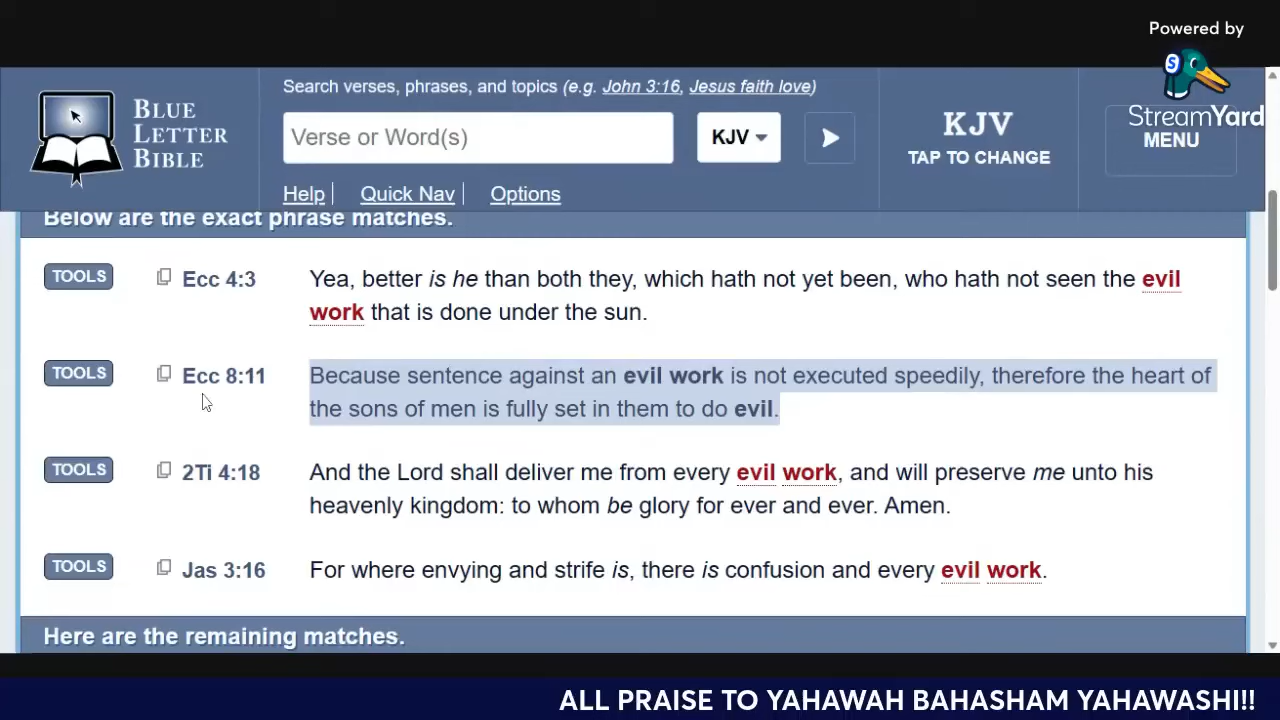 Powered by
StreamYard
BLUE
LETTER
BIBLE
Search verses, phrases, and topics (e.g. John 3:16, Jesus faith love)
Verse or Word(s)
KJV
KJV
TAP TO CHANGE
MENU
Help
Quick Nav
Options
Below are the exact phrase matches.
TOOLS
Ecc 4:3
Yea, better is he than both they, which hath not yet been, who hath not seen the evil
work that is done under the sun.
TOOLS
Ecc 8:11
Because sentence against an evil work is not executed speedily, therefore the heart of
the sons of men is fully set in them to do evil.
TOOLS
2Ti 4:18
And the Lord shall deliver me from every evil work, and will preserve me unto his
heavenly kingdom: to whom be glory for ever and ever. Amen.
TOOLS
Jas 3:16
For where envying and strife is, there is confusion and every evil work.
Here are the remaining matches.
ALL PRAISE TO YAHAWAH BAHASHAM YAHAWASHI!!